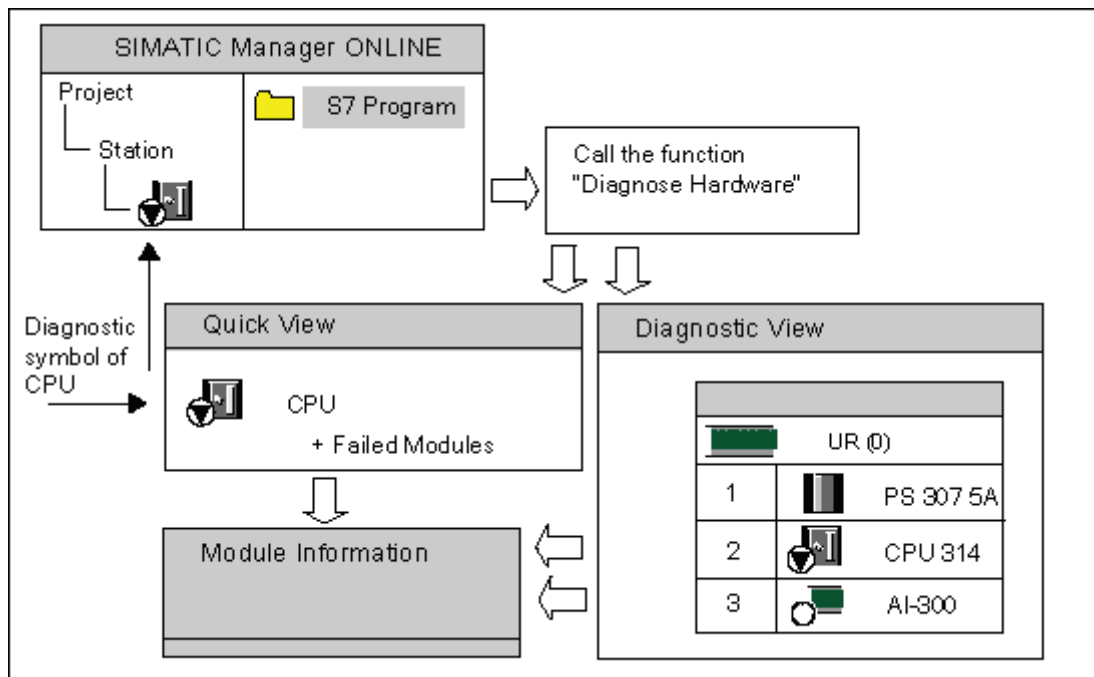 SIMATIC Manager ONLINE
Project
Station
S7 Program
Call the function
"Diagnose Hardware"
Diagnostic
symbol of
CPU
Quick View
CPU
+ Failed Modules
Module Information
Diagnostic View
UR (0)
1 PS 307 5A
2 CPU 314
3 AI-300